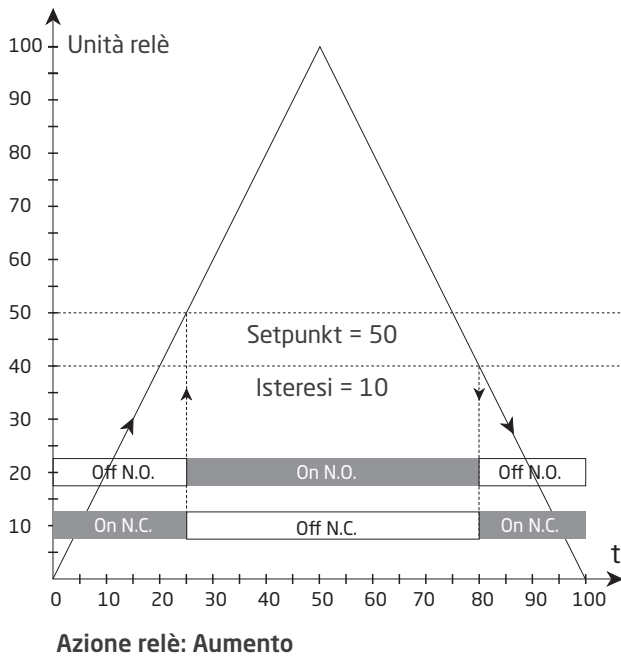 Unità relè
100
90
80
70
60
50
40
30
20
10
Setpunkt = 50
Isteresi = 10
Off N.O. On N.O. Off N.O.
On N.C. Off N.C. On N.C.
t
0 10 20 30 40 50 60 70 80 90 100
Azione relè: Aumento